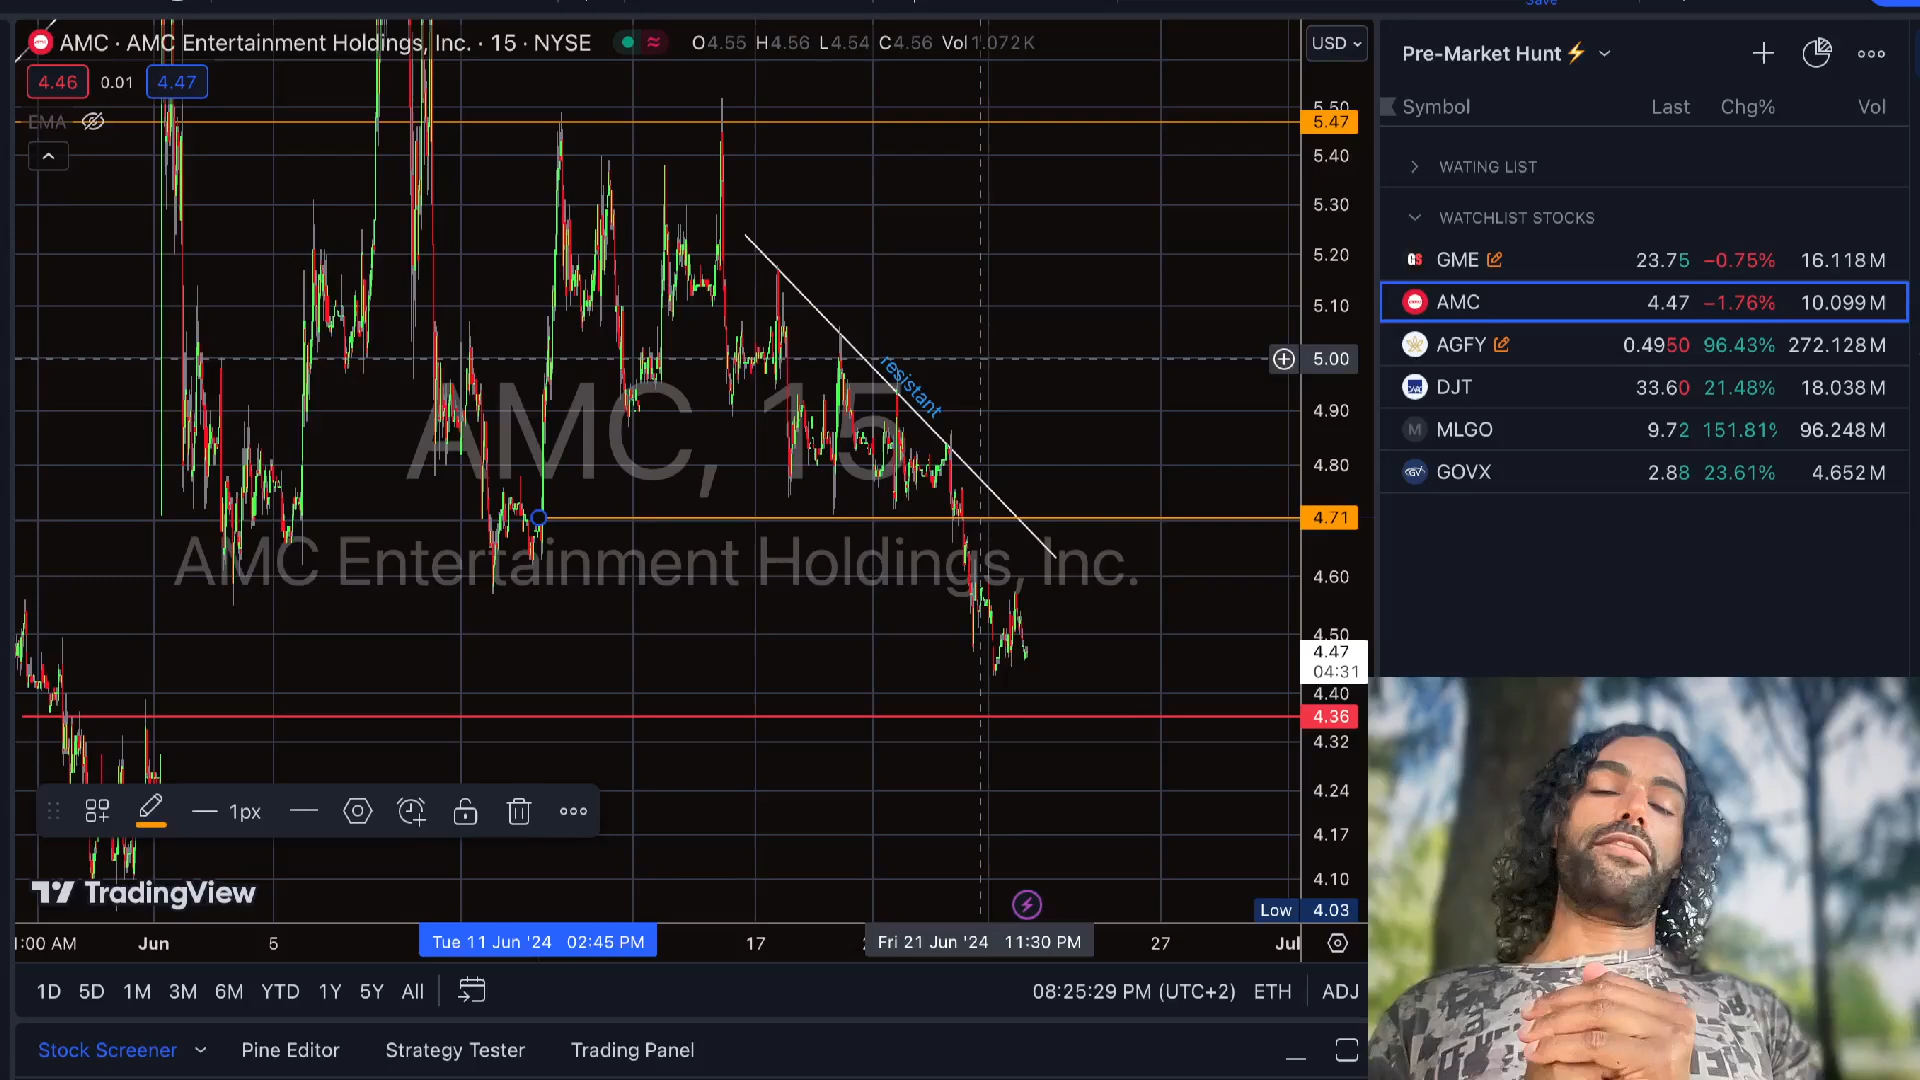 Save
AMC · AMC Entertainment Holdings, Inc. · 15 · NYSE
O4.55 H4.56 L4.54 C4.56 Vol1.072 K
USD
4.46 0.01 4.47
EMA
Pre-Market Hunt⚡
Symbol Last Chg% Vol
WATING LIST
WATCHLIST STOCKS
GME 23.75 −0.75% 16.118 M
AMC 4.47 −1.76% 10.099 M
AGFY 0.4950 96.43% 272.128 M
DJT 33.60 21.48% 18.038 M
MLGO 9.72 151.81% 96.248 M
GOVX 2.88 23.61% 4.652 M
5.50
5.47
5.40
5.30
5.20
5.10
5.00
4.90
4.80
4.71
4.60
4.50
4.47
04:31
4.40
4.36
4.32
4.24
4.17
4.10
Low 4.03
resistant
AMC, 15
AMC Entertainment Holdings, Inc.
1px
TradingView
1:00 AM Jun 5 Tue 11 Jun '24 02:45 PM 17 Fri 21 Jun '24 11:30 PM 27 Jul
1D 5D 1M 3M 6M YTD 1Y 5Y All
08:25:29 PM (UTC+2) ETH ADJ
Stock Screener Pine Editor Strategy Tester Trading Panel